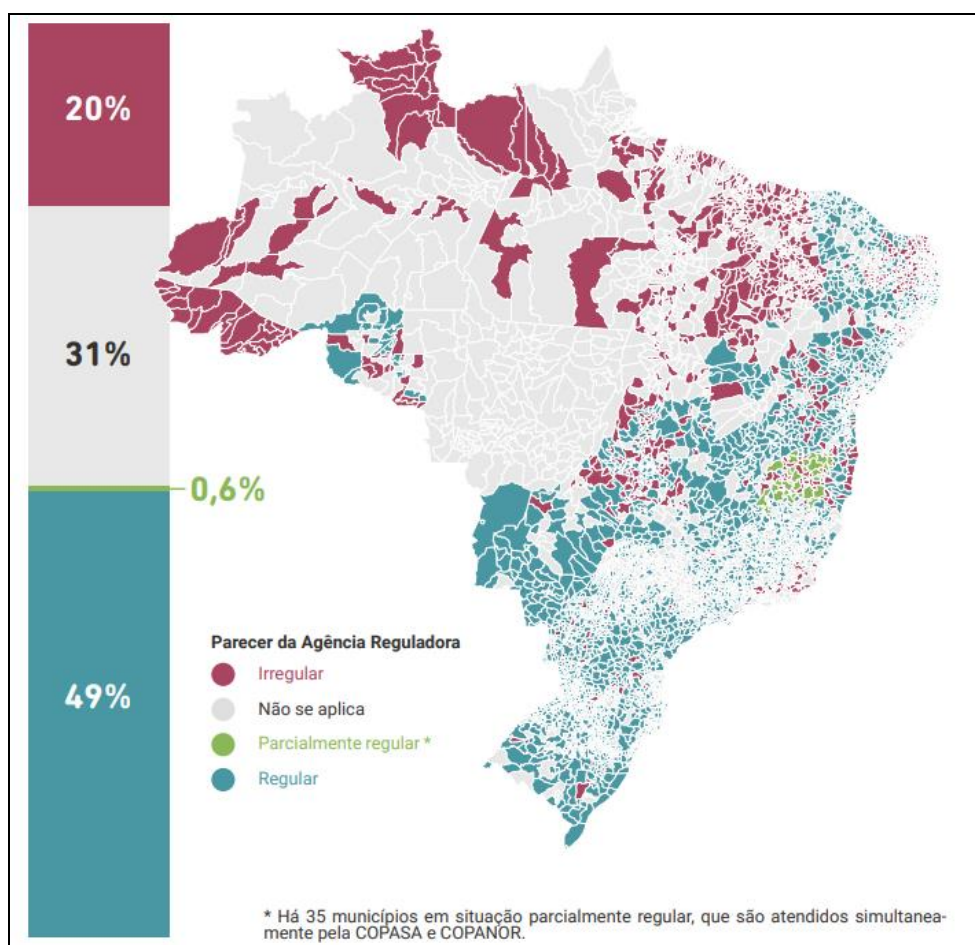 20%
31%
0,6%
49%
Parecer da Agência Reguladora
Irregular
Não se aplica
Parcialmente regular *
Regular
* Há 35 municípios em situação parcialmente regular, que são atendidos simultanea-
mente pela COPASA e COPANOR.